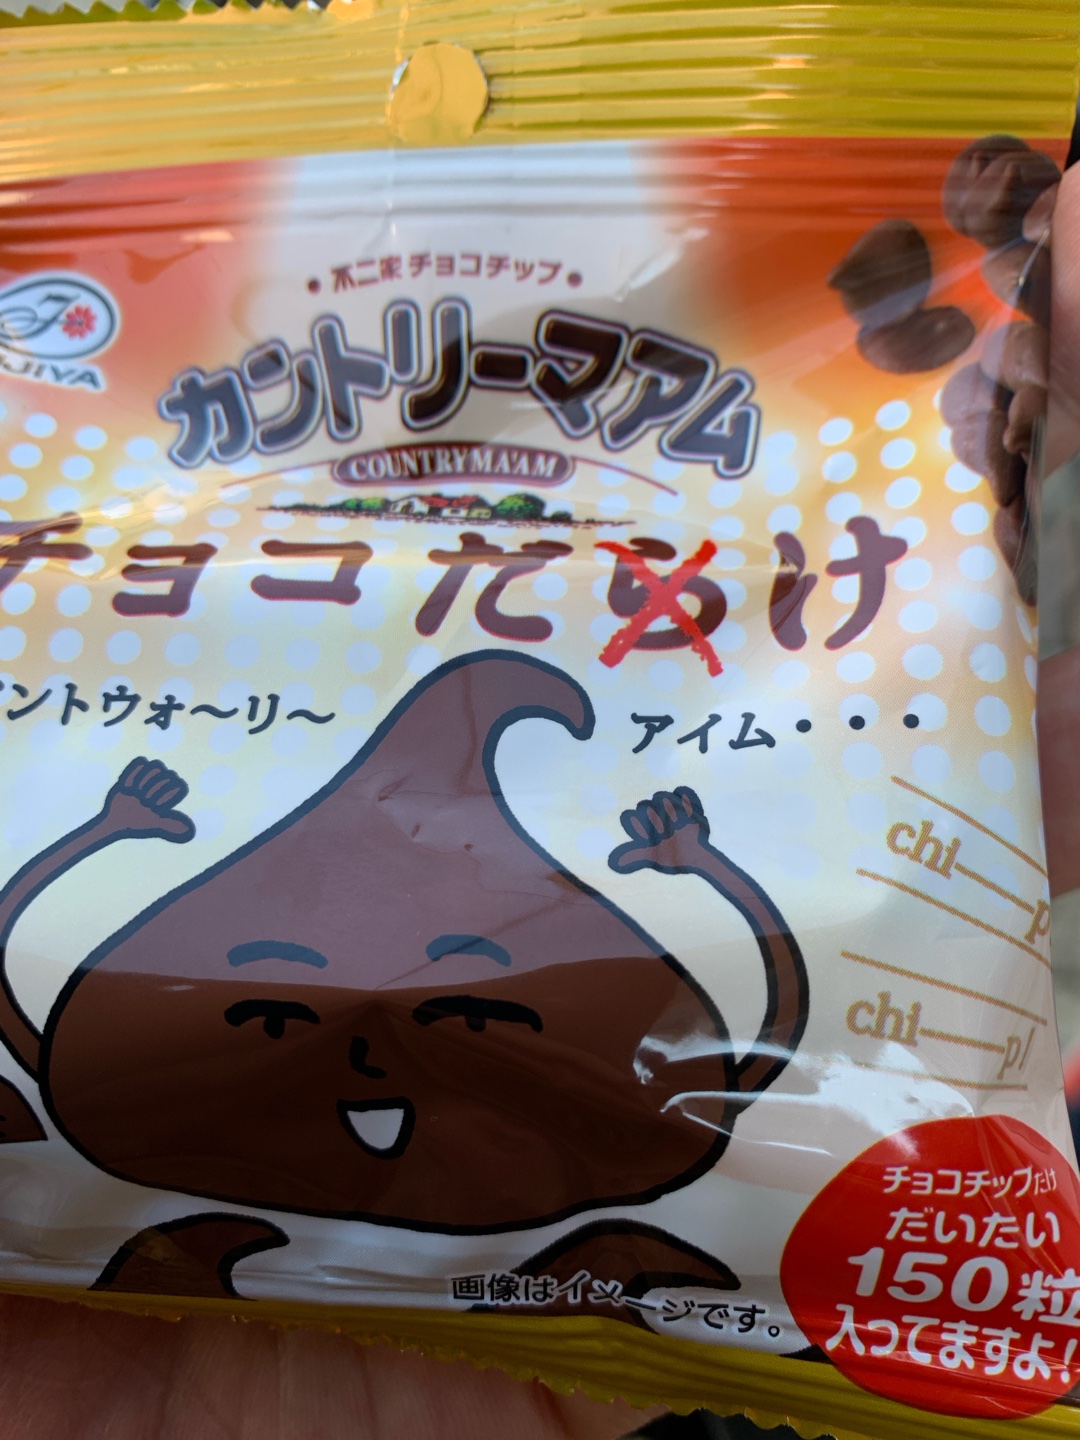 不二家 チョコチップ
カントリーマアム
COUNTRY MA'AM
チョコだらけ
ントウォ〜リ〜
アイム・・・
chi
p
chi
p!
チョコチップだけ
だいたい
150粒
入ってますよ!
画像はイメージです。